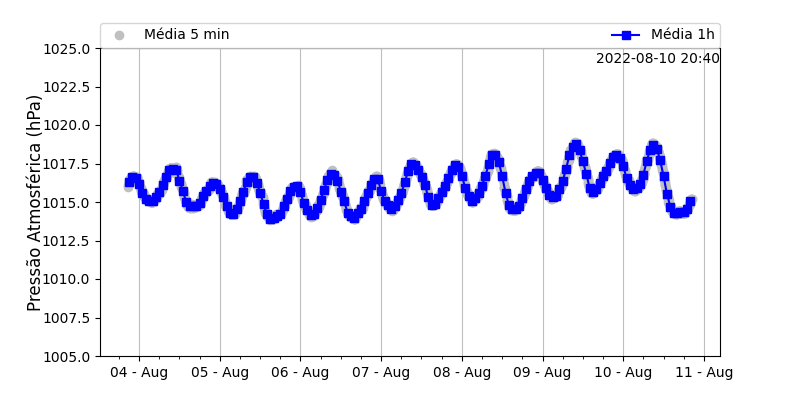 Média 5 min
Média 1h
2022-08-10 20:40
Pressão Atmosférica (hPa)
1025.0
1022.5
1020.0
1017.5
1015.0
1012.5
1010.0
1007.5
1005.0
04 - Aug
05 - Aug
06 - Aug
07 - Aug
08 - Aug
09 - Aug
10 - Aug
11 - Aug